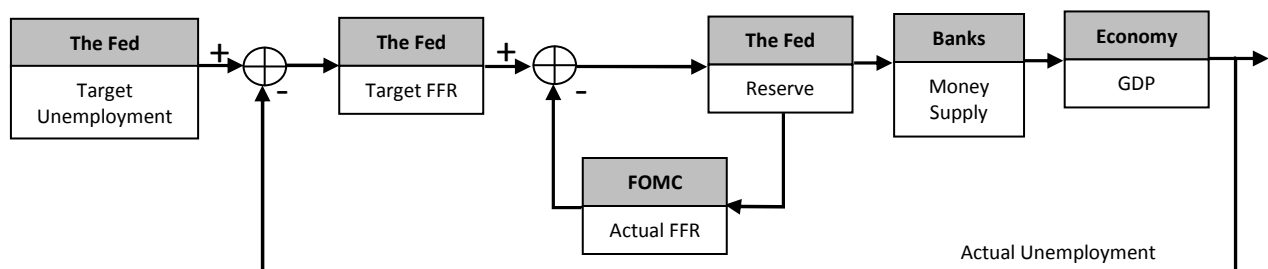 The Fed
Target
Unemployment
+
-
The Fed
Target FFR
+
-
The Fed
Reserve
Banks
Money
Supply
Economy
GDP
FOMC
Actual FFR
Actual Unemployment